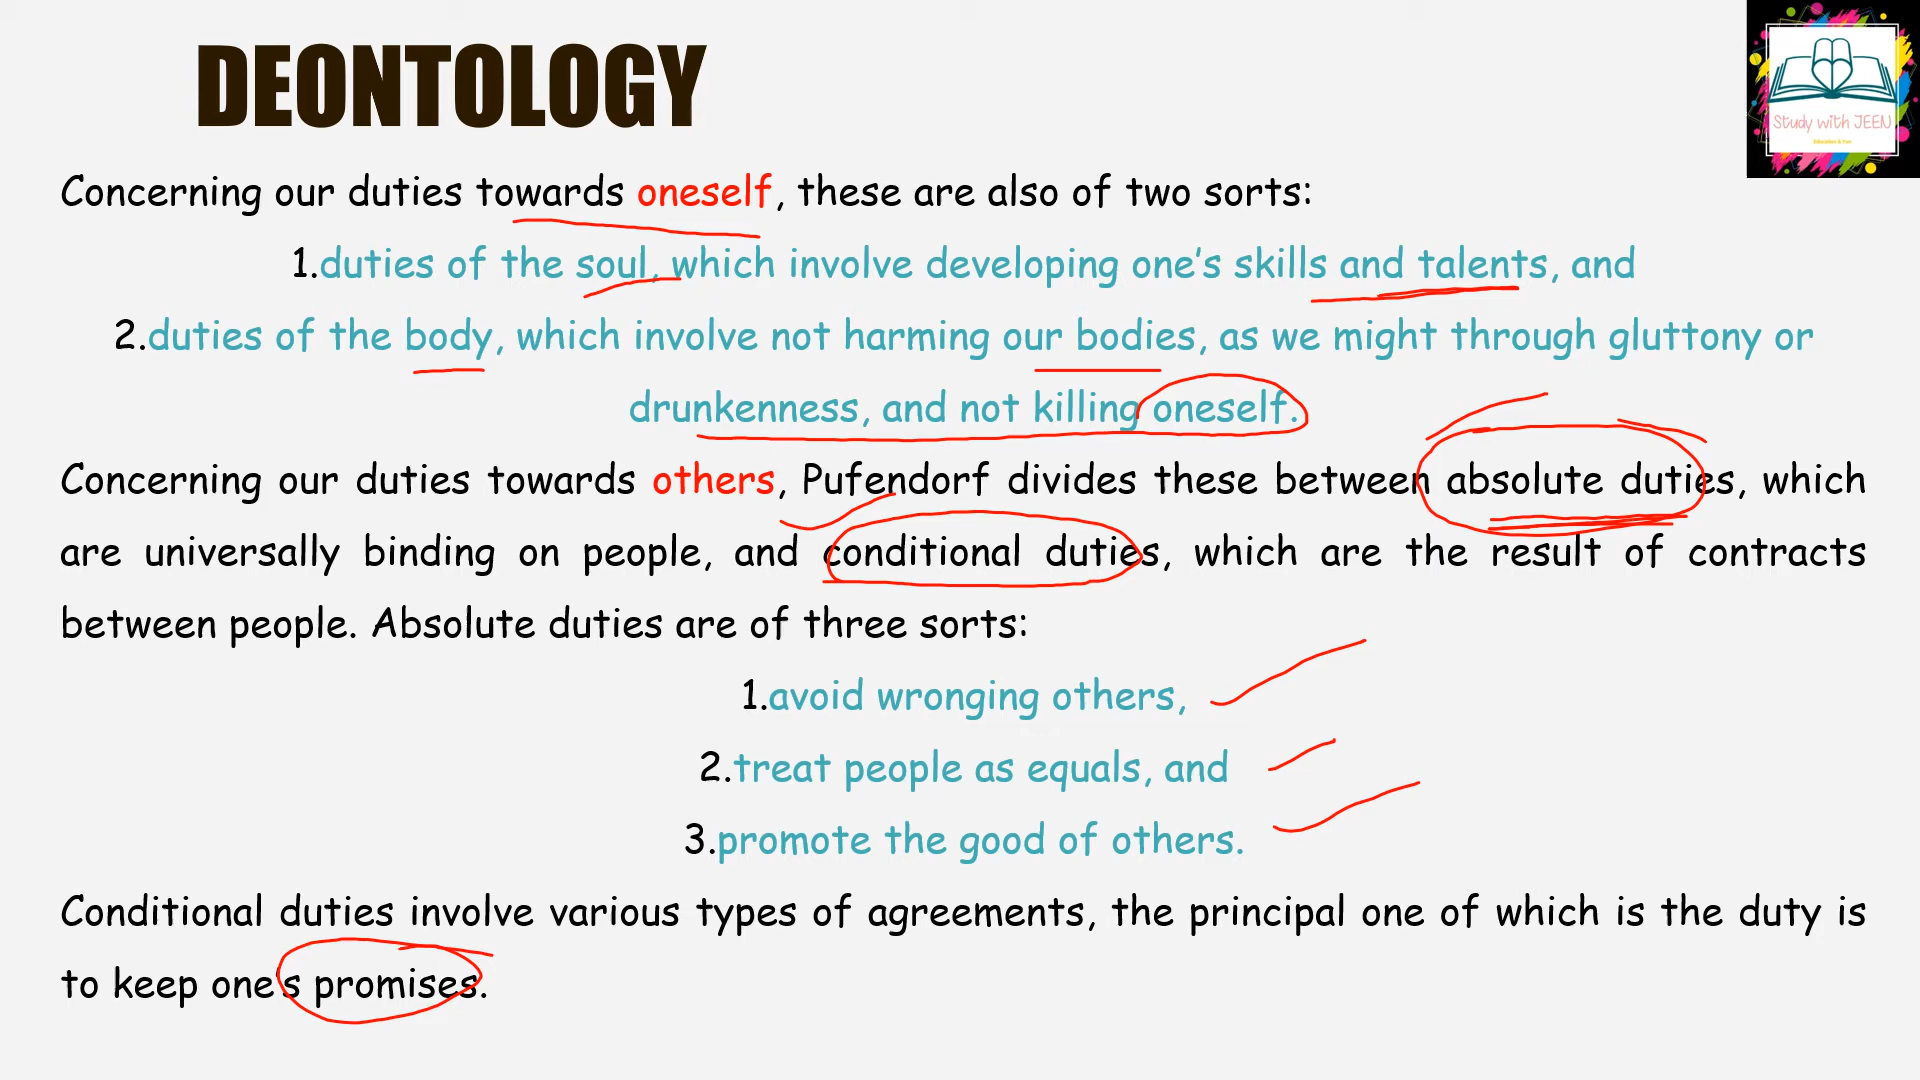 DEONTOLOGY
Study with JEEN
Education & Fun
Concerning our duties towards oneself, these are also of two sorts:
1.duties of the soul, which involve developing one’s skills and talents, and
2.duties of the body, which involve not harming our bodies, as we might through gluttony or
drunkenness, and not killing oneself.
Concerning our duties towards others, Pufendorf divides these between absolute duties, which
are universally binding on people, and conditional duties, which are the result of contracts
between people. Absolute duties are of three sorts:
1.avoid wronging others,
2.treat people as equals, and
3.promote the good of others.
Conditional duties involve various types of agreements, the principal one of which is the duty is
to keep one’s promises.